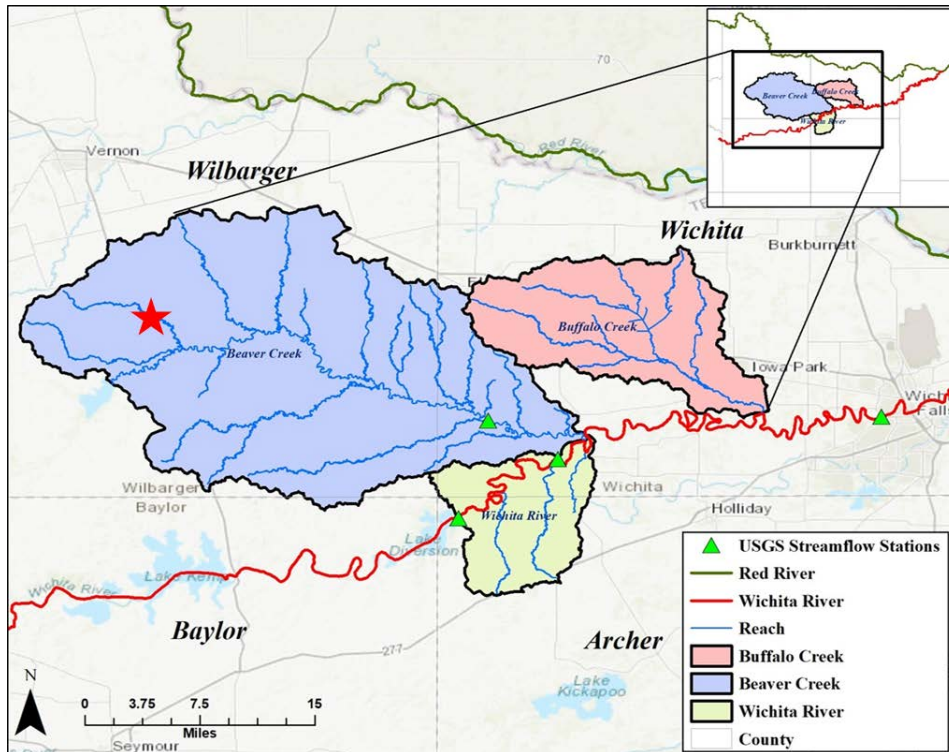 70
Vernon
Wilbarger
Red River
Beaver Creek
Buffalo Creek
Wichita River
Wichita
Burkburnett
Buffalo Creek
Beaver Creek
Iowa Park
Wilbarger
Baylor
Wichita
Holliday
Wichita River
Lake
Diversion
Lake Kemp
Wichita River
Baylor
277
Archer
Lake
Kickapoo
Seymour
N
0 3.75 7.5 15
Miles
USGS Streamflow Stations
Red River
Wichita River
Reach
Buffalo Creek
Beaver Creek
Wichita River
County